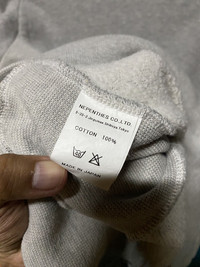 NEPENTHES CO.,LTD.
COTTON 100%
MADE IN JAPAN